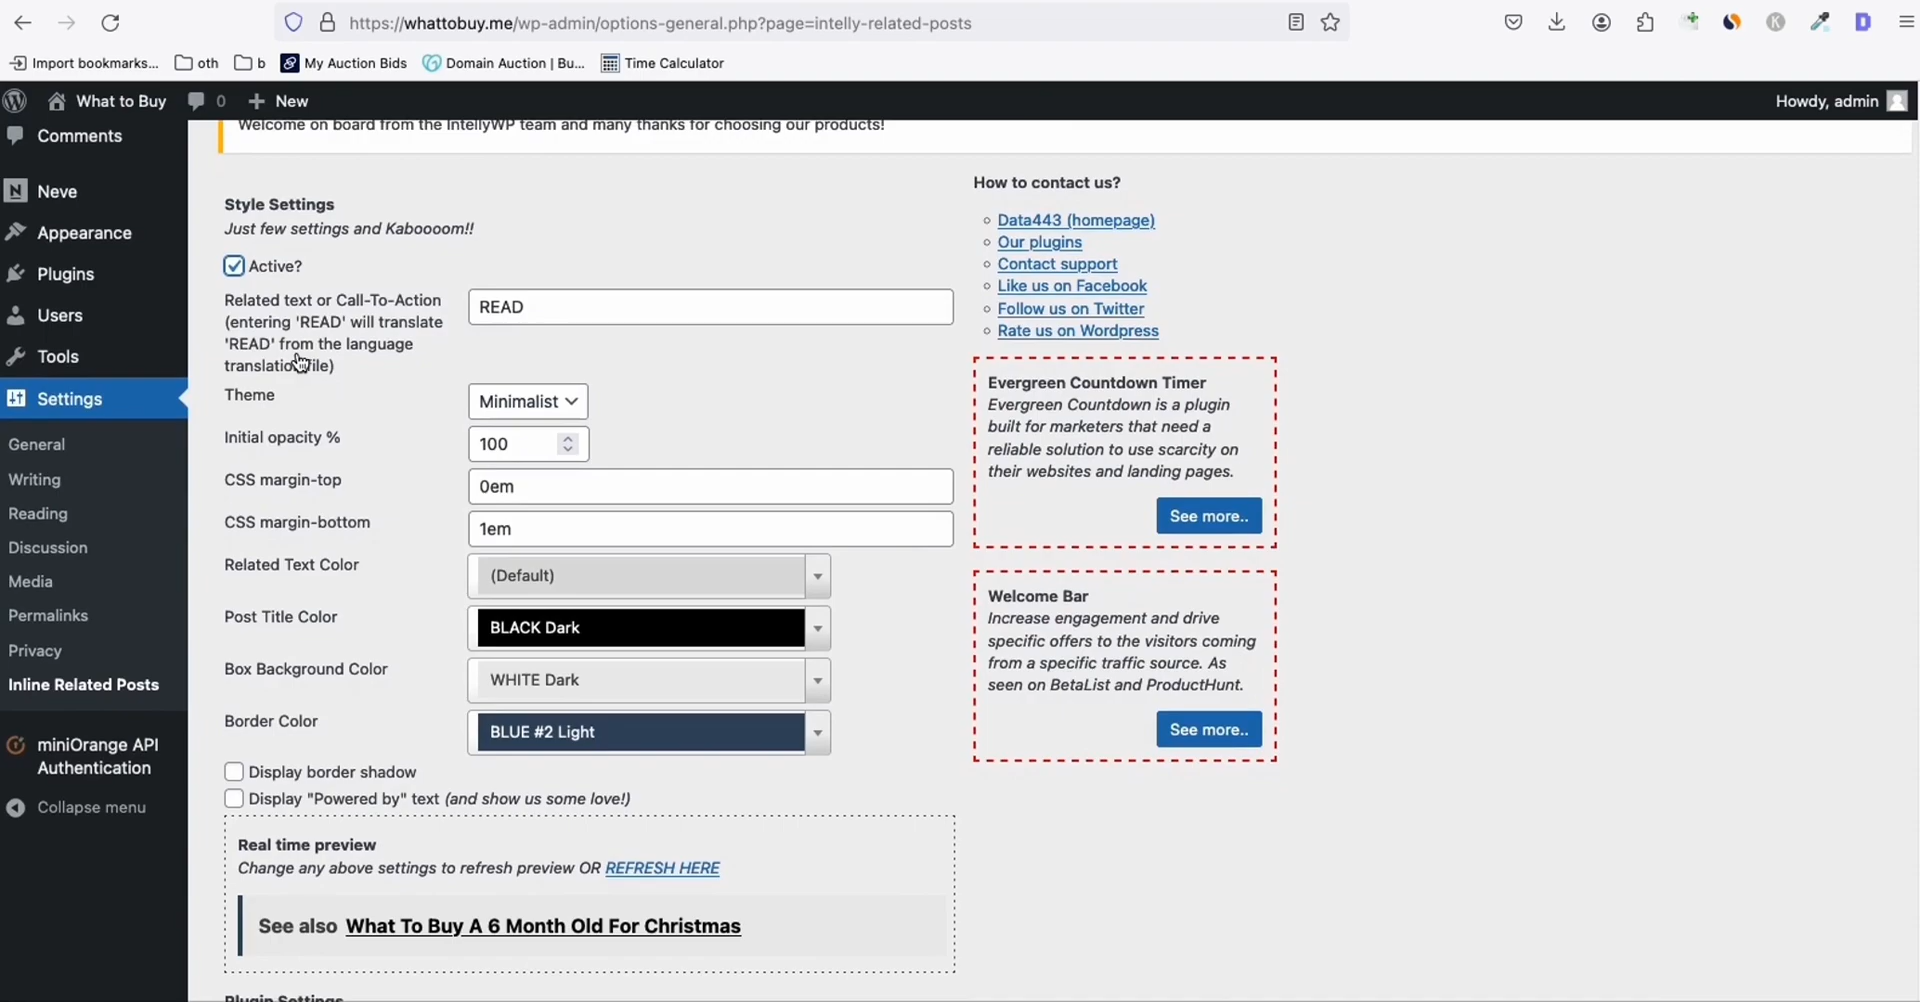 https://whattobuy.me/wp-admin/options-general.php?page=intelly-related-posts
Import bookmarks...
oth
b
My Auction Bids
Domain Auction | Bu...
Time Calculator
What to Buy
0
New
Howdy, admin
Comments
Neve
Appearance
Plugins
Users
Tools
Settings
General
Writing
Reading
Discussion
Media
Permalinks
Privacy
Inline Related Posts
miniOrange API
Authentication
Collapse menu
Welcome on board from the IntellyWP team and many thanks for choosing our products!
Style Settings
Just few settings and Kaboooom!!
Active?
Related text or Call-To-Action
(entering 'READ' will translate
'READ' from the language
translation file)
READ
Theme
Minimalist
Initial opacity %
100
CSS margin-top
0em
CSS margin-bottom
1em
Related Text Color
(Default)
Post Title Color
BLACK Dark
Box Background Color
WHITE Dark
Border Color
BLUE #2 Light
Display border shadow
Display "Powered by" text (and show us some love!)
Real time preview
Change any above settings to refresh preview OR REFRESH HERE
See also What To Buy A 6 Month Old For Christmas
Plugin Settings
How to contact us?
Data443 (homepage)
Our plugins
Contact support
Like us on Facebook
Follow us on Twitter
Rate us on Wordpress
Evergreen Countdown Timer
Evergreen Countdown is a plugin
built for marketers that need a
reliable solution to use scarcity on
their websites and landing pages.
See more..
Welcome Bar
Increase engagement and drive
specific offers to the visitors coming
from a specific traffic source. As
seen on BetaList and ProductHunt.
See more..